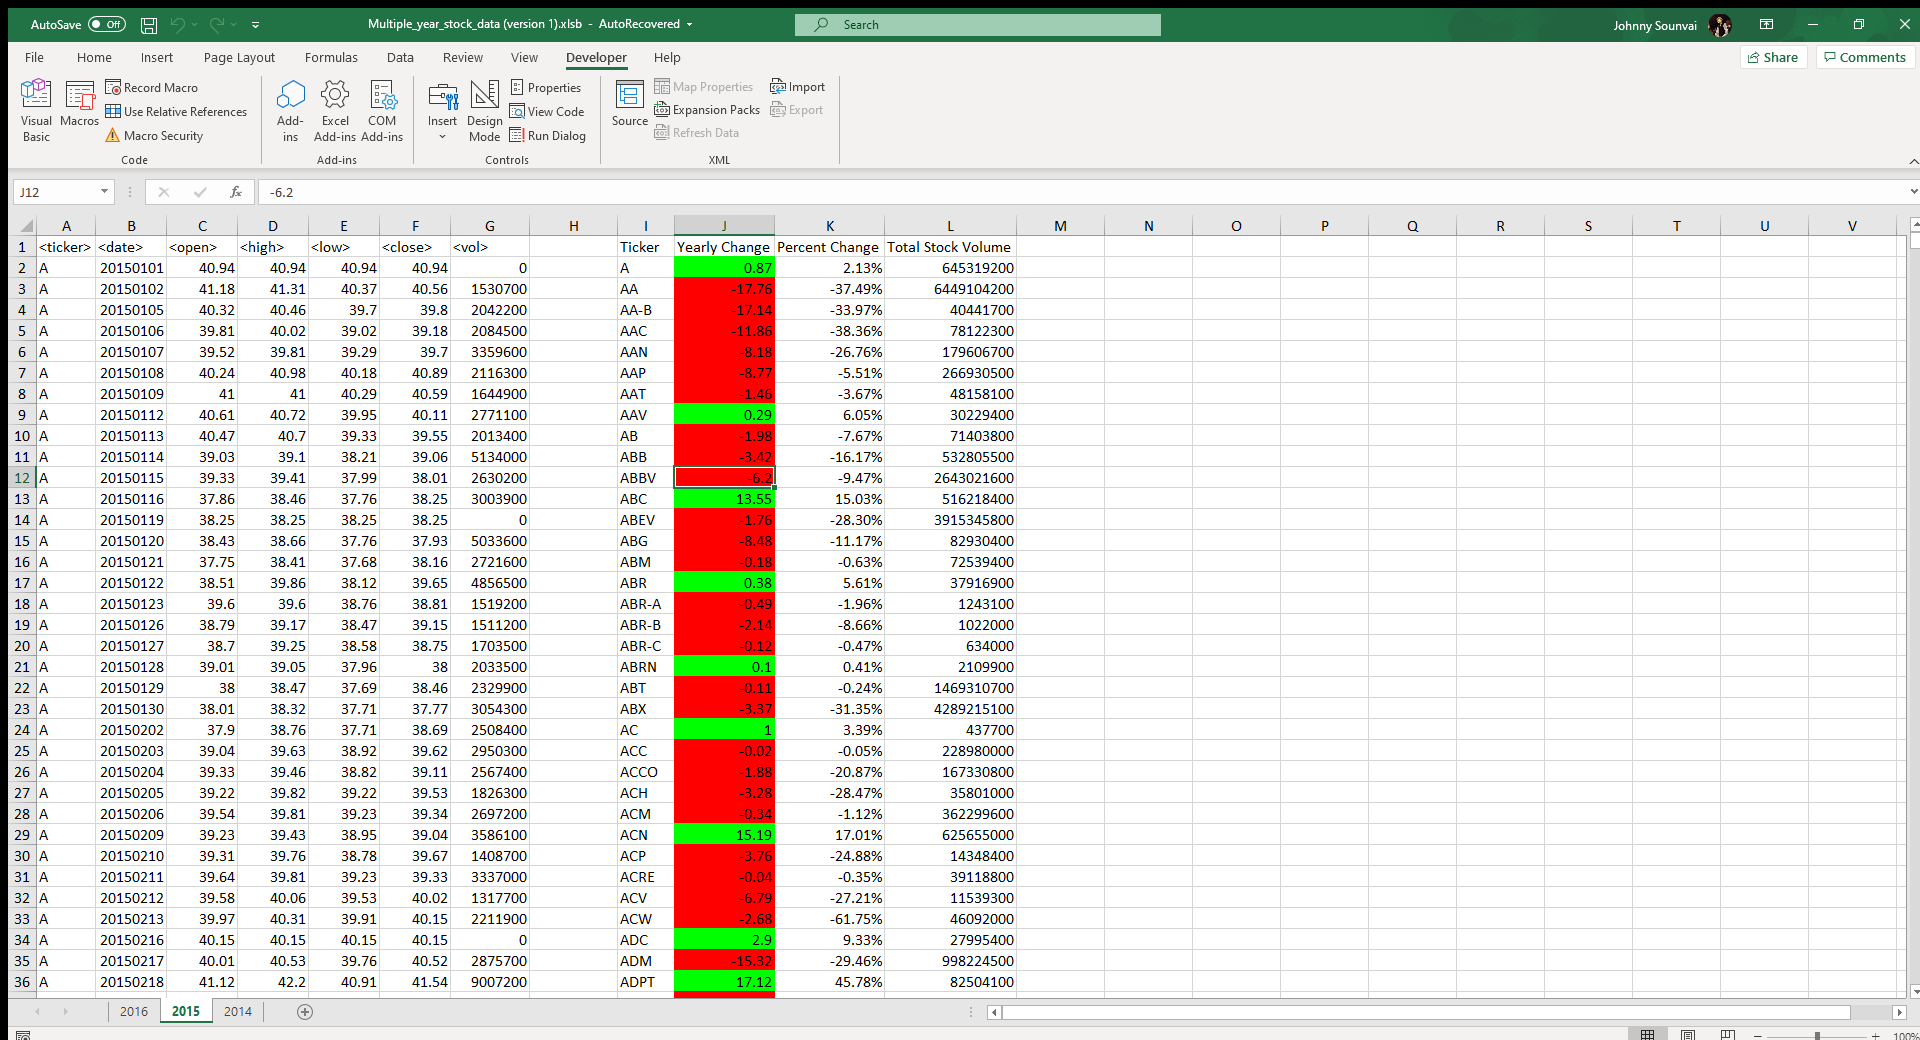 AutoSave Off Multiple_year_stock_data (version 1).xlsb - AutoRecovered Search Johnny Sounvai
File Home Insert Page Layout Formulas Data Review View Developer Help Share Comments
Visual Basic Macros Record Macro Use Relative References Macro Security Code
Add-ins Excel Add-ins COM Add-ins Add-ins
Insert Design Mode Properties View Code Run Dialog Controls
Source Map Properties Expansion Packs Refresh Data Import Export XML
J12 fx -6.2
A B C D E F G H I J K L M N O P Q R S T U V
1 <ticker> <date> <open> <high> <low> <close> <vol> Ticker Yearly Change Percent Change Total Stock Volume
2 A 20150101 40.94 40.94 40.94 40.94 0 A 0.87 2.13% 645319200
3 A 20150102 41.18 41.31 40.37 40.56 1530700 AA -17.76 -37.49% 6449104200
4 A 20150105 40.32 40.46 39.7 39.8 2042200 AA-B -17.14 -33.97% 40441700
5 A 20150106 39.81 40.02 39.02 39.18 2084500 AAC -11.86 -38.36% 78122300
6 A 20150107 39.52 39.81 39.29 39.7 3359600 AAN -8.18 -26.76% 179606700
7 A 20150108 40.24 40.98 40.18 40.89 2116300 AAP -8.77 -5.51% 266930500
8 A 20150109 41 41 40.29 40.59 1644900 AAT -1.46 -3.67% 48158100
9 A 20150112 40.61 40.72 39.95 40.11 2771100 AAV 0.29 6.05% 30229400
10 A 20150113 40.47 40.7 39.33 39.55 2013400 AB -1.98 -7.67% 71403800
11 A 20150114 39.03 39.1 38.21 39.06 5134000 ABB -3.42 -16.17% 532805500
12 A 20150115 39.33 39.41 37.99 38.01 2630200 ABBV -6.2 -9.47% 2643021600
13 A 20150116 37.86 38.46 37.76 38.25 3003900 ABC 13.55 15.03% 516218400
14 A 20150119 38.25 38.25 38.25 38.25 0 ABEV -1.76 -28.30% 3915345800
15 A 20150120 38.43 38.66 37.76 37.93 5033600 ABG -8.48 -11.17% 82930400
16 A 20150121 37.75 38.41 37.68 38.16 2721600 ABM -0.18 -0.63% 72539400
17 A 20150122 38.51 39.86 38.12 39.65 4856500 ABR 0.38 5.61% 37916900
18 A 20150123 39.6 39.6 38.76 38.81 1519200 ABR-A -0.49 -1.96% 1243100
19 A 20150126 38.79 39.17 38.47 39.15 1511200 ABR-B -2.14 -8.66% 1022000
20 A 20150127 38.7 39.25 38.58 38.75 1703500 ABR-C -0.12 -0.47% 634000
21 A 20150128 39.01 39.05 37.96 38 2033500 ABRN 0.1 0.41% 2109900
22 A 20150129 38 38.47 37.69 38.46 2329900 ABT -0.11 -0.24% 1469310700
23 A 20150130 38.01 38.32 37.71 37.77 3054300 ABX -3.37 -31.35% 4289215100
24 A 20150202 37.9 38.76 37.71 38.69 2508400 AC 1 3.39% 437700
25 A 20150203 39.04 39.63 38.92 39.62 2950300 ACC -0.02 -0.05% 228980000
26 A 20150204 39.33 39.46 38.82 39.11 2567400 ACCO -1.88 -20.87% 167330800
27 A 20150205 39.22 39.82 39.22 39.53 1826300 ACH -3.28 -28.47% 35801000
28 A 20150206 39.54 39.81 39.23 39.34 2697200 ACM -0.34 -1.12% 362299600
29 A 20150209 39.23 39.43 38.95 39.04 3586100 ACN 15.19 17.01% 625655000
30 A 20150210 39.31 39.76 38.78 39.67 1408700 ACP -3.76 -24.88% 14348400
31 A 20150211 39.64 39.81 39.23 39.33 3337000 ACRE -0.04 -0.35% 39118800
32 A 20150212 39.58 40.06 39.53 40.02 1317700 ACV -6.79 -27.21% 11539300
33 A 20150213 39.97 40.31 39.91 40.15 2211900 ACW -2.68 -61.75% 46092000
34 A 20150216 40.15 40.15 40.15 40.15 0 ADC 2.9 9.33% 27995400
35 A 20150217 40.01 40.53 39.76 40.52 2875700 ADM -15.32 -29.46% 998224500
36 A 20150218 41.12 42.2 40.91 41.54 9007200 ADPT 17.12 45.78% 82504100
2016 2015 2014
100%